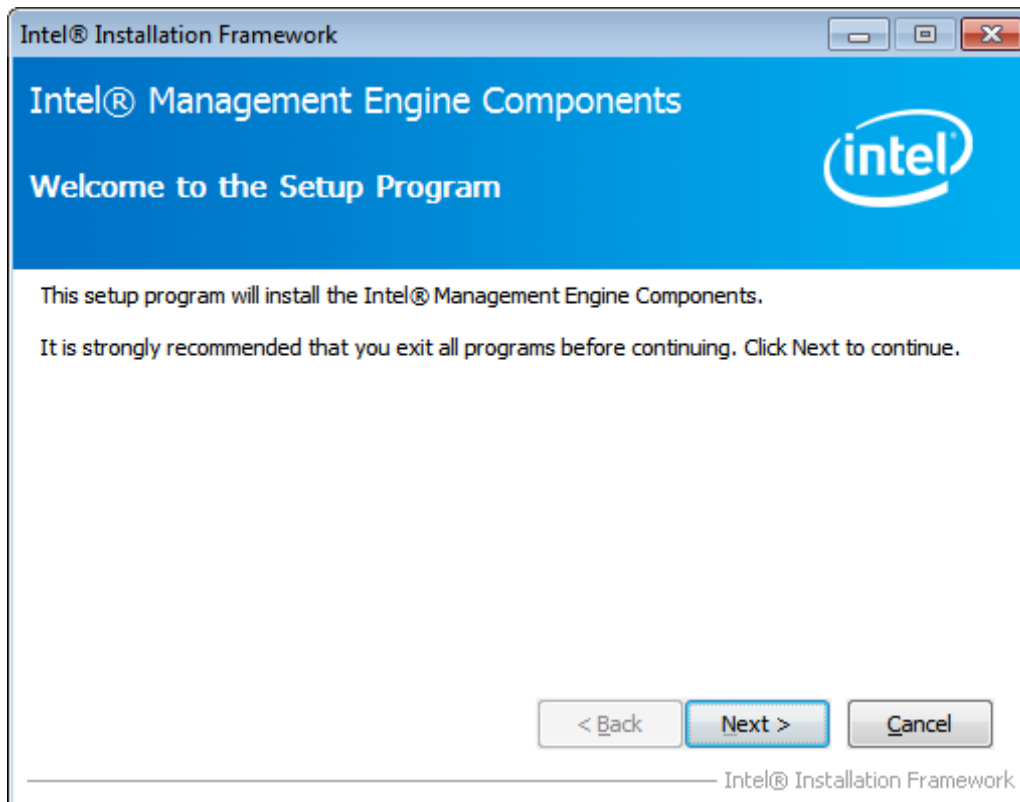 Intel® Installation Framework
Intel® Management Engine Components
intel®
Welcome to the Setup Program
This setup program will install the Intel® Management Engine Components.
It is strongly recommended that you exit all programs before continuing. Click Next to continue.
< Back Next > Cancel
Intel® Installation Framework